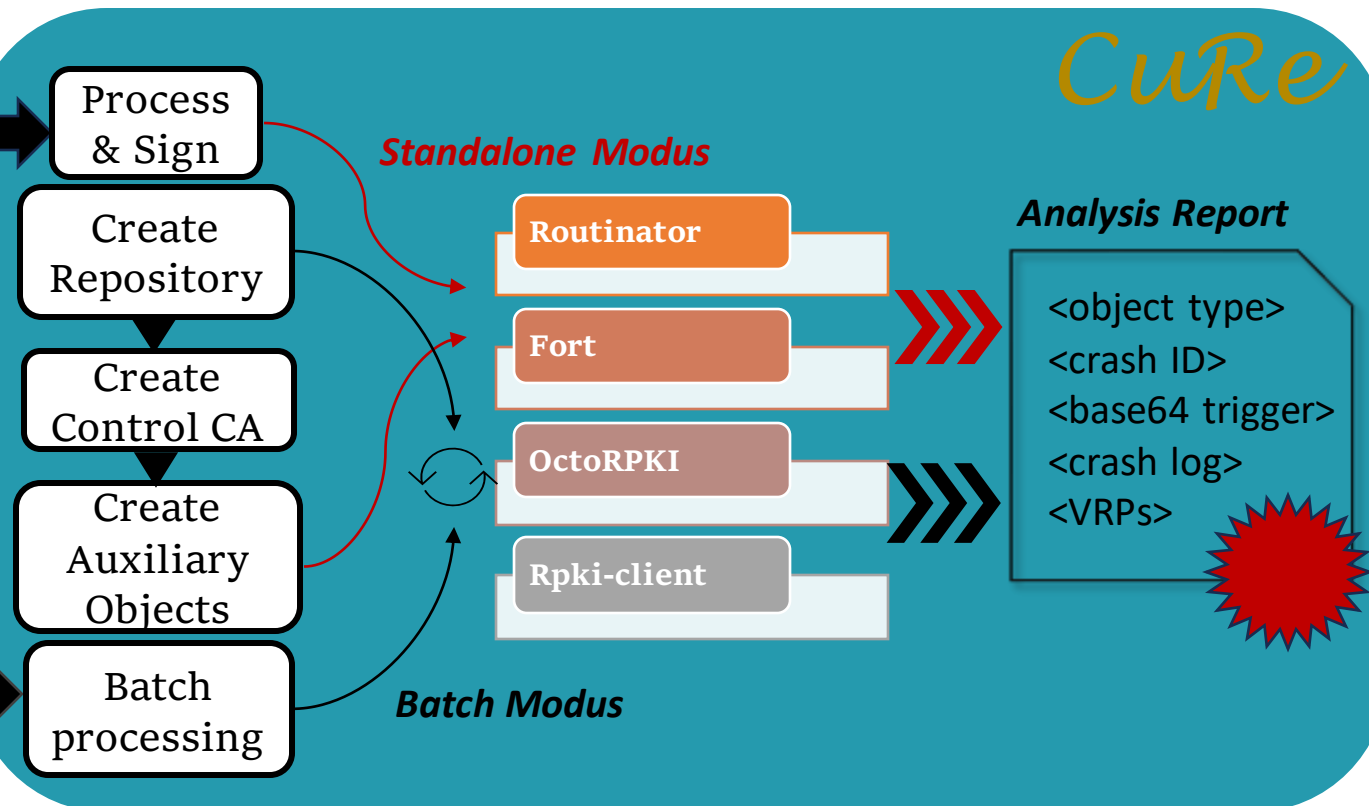 CuRe
Process
& Sign
Create
Repository
Create
Control CA
Create
Auxiliary
Objects
Batch
processing
Standalone Modus
Routinator
Fort
OctoRPKI
Rpki-client
Batch Modus
Analysis Report
<object type>
<crash ID>
<base64 trigger>
<crash log>
<VRPs>